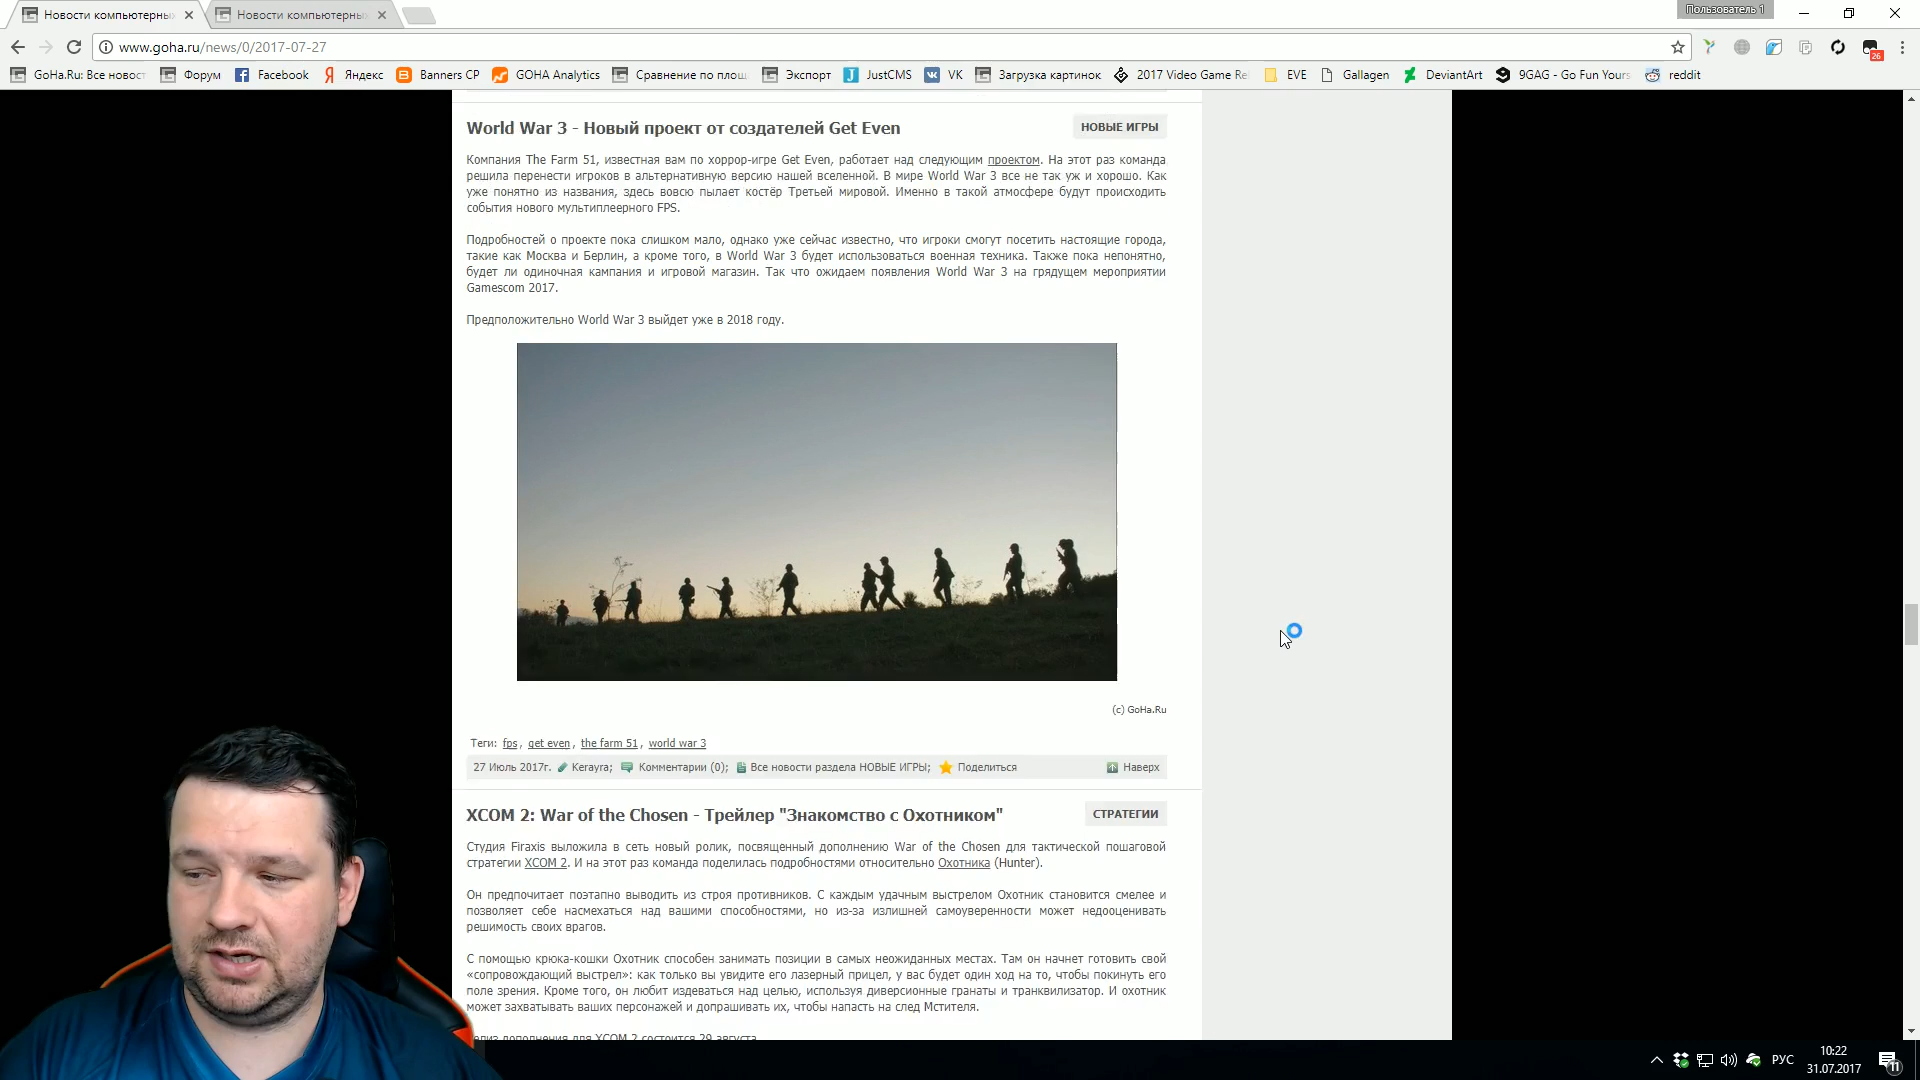 Новости компьютерны
Новости компьютерны
Пользователь 1
www.goha.ru/news/0/2017-07-27
26
GoHa.Ru: Все новост Форум Facebook Яндекс Banners CP GOHA Analytics Сравнение по площ Экспорт JustCMS VK Загрузка картинок 2017 Video Game Re EVE Gallagen DeviantArt 9GAG - Go Fun Yours reddit
World War 3 - Новый проект от создателей Get Even
НОВЫЕ ИГРЫ
Компания The Farm 51, известная вам по хоррор-игре Get Even, работает над следующим проектом. На этот раз команда
решила перенести игроков в альтернативную версию нашей вселенной. В мире World War 3 все не так уж и хорошо. Как
уже понятно из названия, здесь вовсю пылает костёр Третьей мировой. Именно в такой атмосфере будут происходить
события нового мультиплеерного FPS.
Подробностей о проекте пока слишком мало, однако уже сейчас известно, что игроки смогут посетить настоящие города,
такие как Москва и Берлин, а кроме того, в World War 3 будет использоваться военная техника. Также пока непонятно,
будет ли одиночная кампания и игровой магазин. Так что ожидаем появления World War 3 на грядущем мероприятии
Gamescom 2017.
Предположительно World War 3 выйдет уже в 2018 году.
(c) GoHa.Ru
Теги: fps, get even, the farm 51, world war 3
27 Июль 2017г. Kerayra; Комментарии (0); Все новости раздела НОВЫЕ ИГРЫ; Поделиться Наверх
XCOM 2: War of the Chosen - Трейлер "Знакомство с Охотником"
СТРАТЕГИИ
Студия Firaxis выложила в сеть новый ролик, посвященный дополнению War of the Chosen для тактической пошаговой
стратегии XCOM 2. И на этот раз команда поделилась подробностями относительно Охотника (Hunter).
Он предпочитает поэтапно выводить из строя противников. С каждым удачным выстрелом Охотник становится смелее и
позволяет себе насмехаться над вашими способностями, но из-за излишней самоуверенности может недооценивать
решимость своих врагов.
С помощью крюка-кошки Охотник способен занимать позиции в самых неожиданных местах. Там он начнет готовить свой
«сопровождающий выстрел»: как только вы увидите его лазерный прицел, у вас будет один ход на то, чтобы покинуть его
поле зрения. Кроме того, он любит издеваться над целью, используя диверсионные гранаты и транквилизатор. И охотник
может захватывать ваших персонажей и допрашивать их, чтобы напасть на след Мстителя.
елиз дополнения для XCOM 2 состоится 29 августа
РУС
10:22
31.07.2017
11